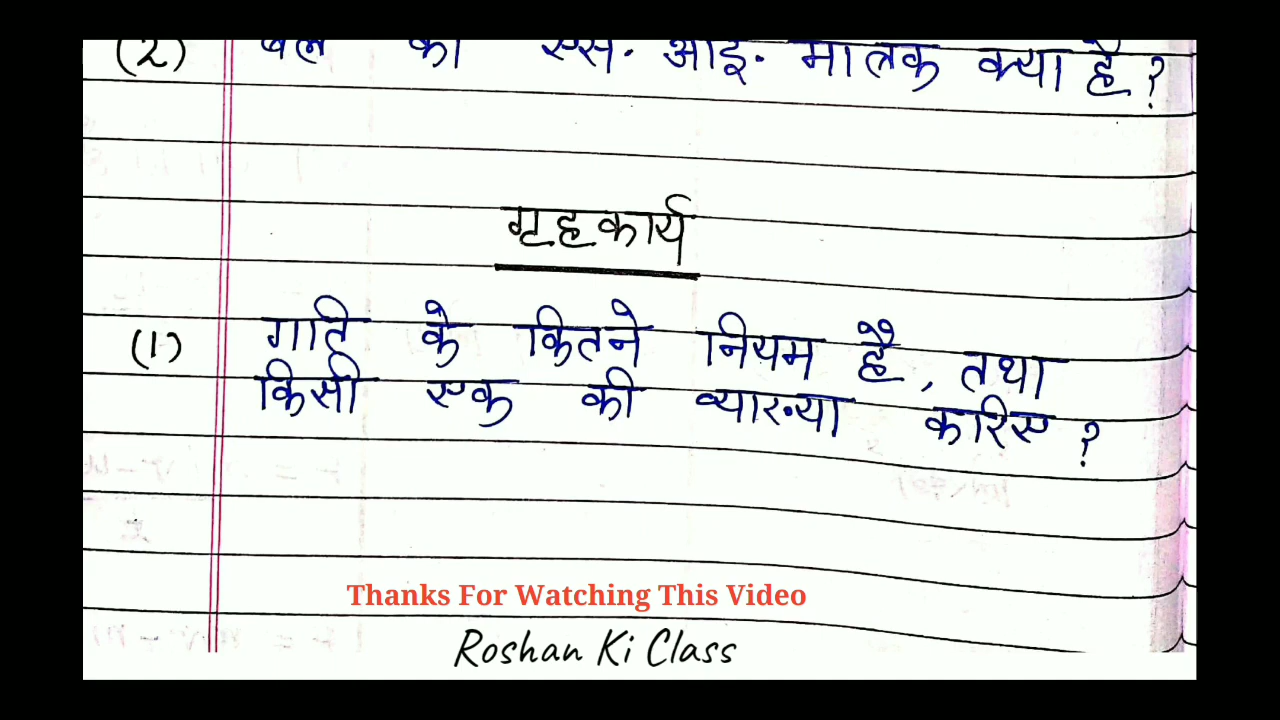 (2) बल का एस. आई. मात्रक क्या है ?
गृहकार्य
(1) गति के कितने नियम है, तथा
किसी एक की व्याख्या करिए ?
Thanks For Watching This Video
Roshan Ki Class